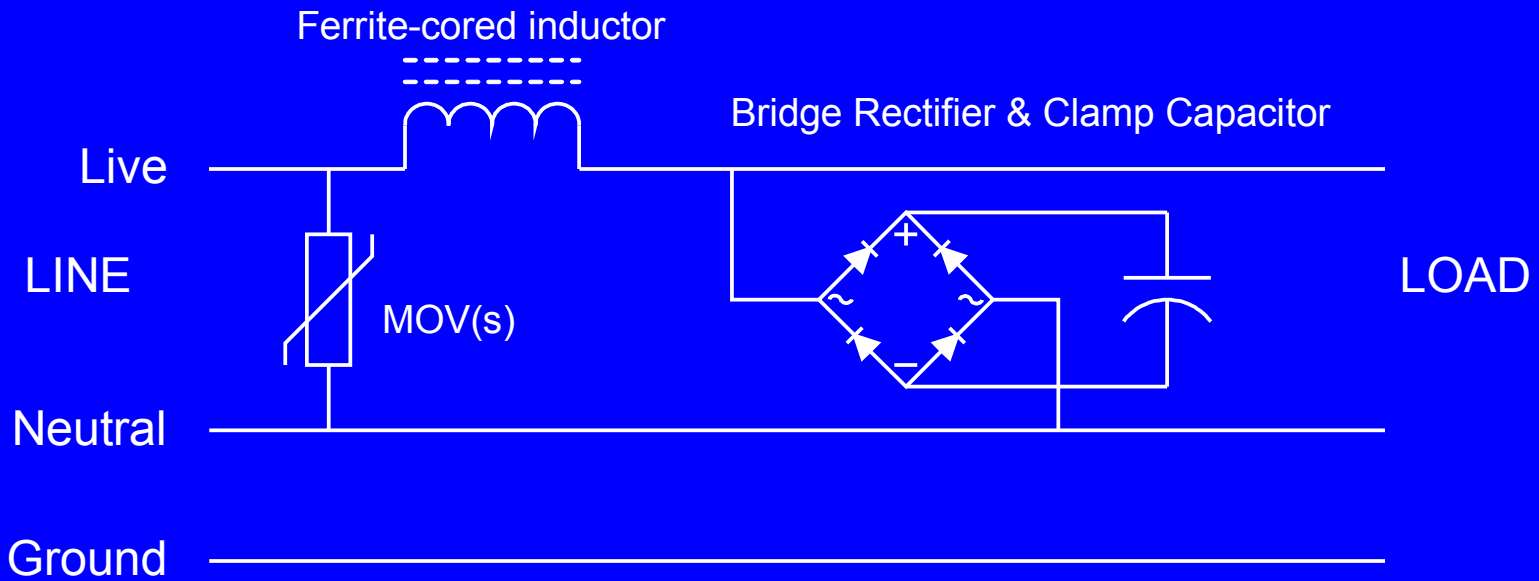 Ferrite-cored inductor
Bridge Rectifier & Clamp Capacitor
Live
+
LINE
LOAD
~ ~
MOV(s)
−
Neutral
Ground